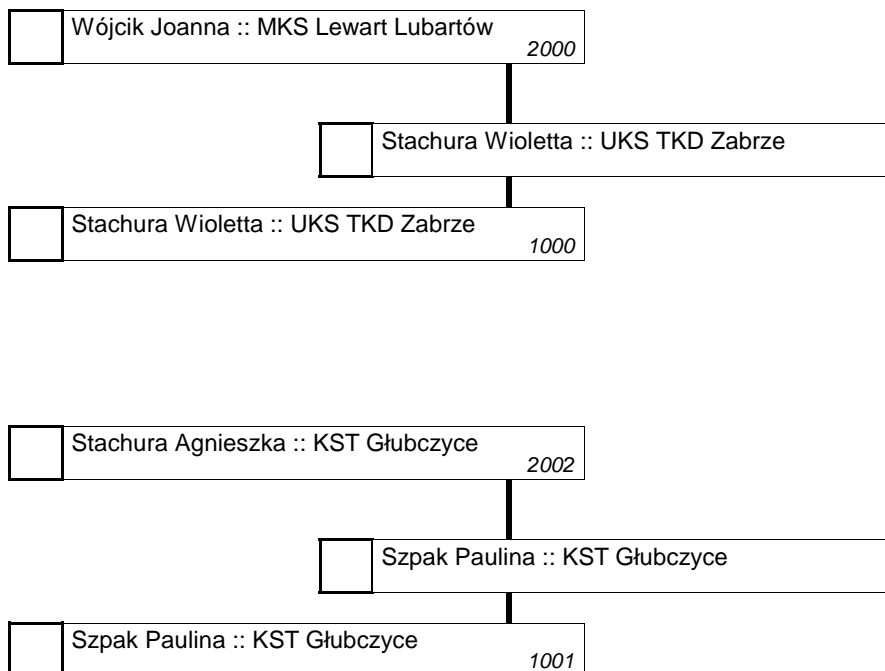 Wójcik Joanna :: MKS Lewart Lubartów
2000
Stachura Wioletta :: UKS TKD Zabrze
Stachura Wioletta :: UKS TKD Zabrze
1000
Stachura Agnieszka :: KST Głubczyce
2002
Szpak Paulina :: KST Głubczyce
Szpak Paulina :: KST Głubczyce
1001